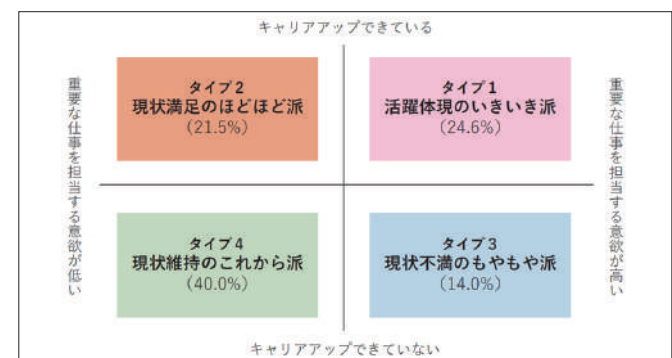 キャリアアップできている
重要な仕事を担当する意欲が低い
タイプ2
現状満足のほどほど派
(21.5%)
タイプ1
活躍体現のいきいき派
(24.6%)
重要な仕事を担当する意欲が高い
タイプ4
現状維持のこれから派
(40.0%)
タイプ3
現状不満のもやもや派
(14.0%)
キャリアアップできていない